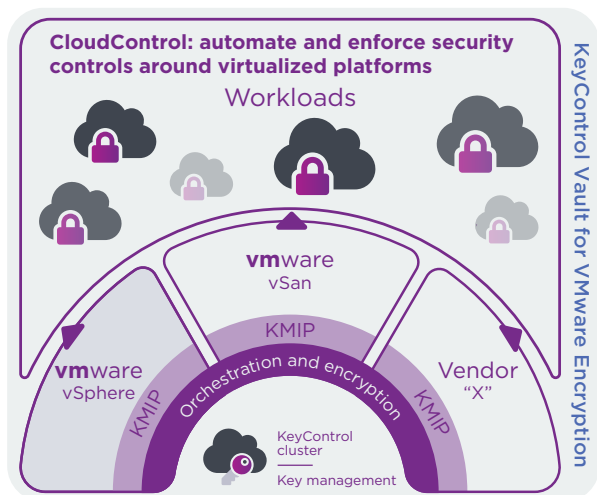 CloudControl: automate and enforce security
controls around virtualized platforms
Workloads
KeyControl Vault for VMware Encryption
vmware
vSan
vmware
vSphere
Vendor
“X”
KMIP
KMIP
KMIP
Orchestration and encryption
KeyControl
cluster
Key management